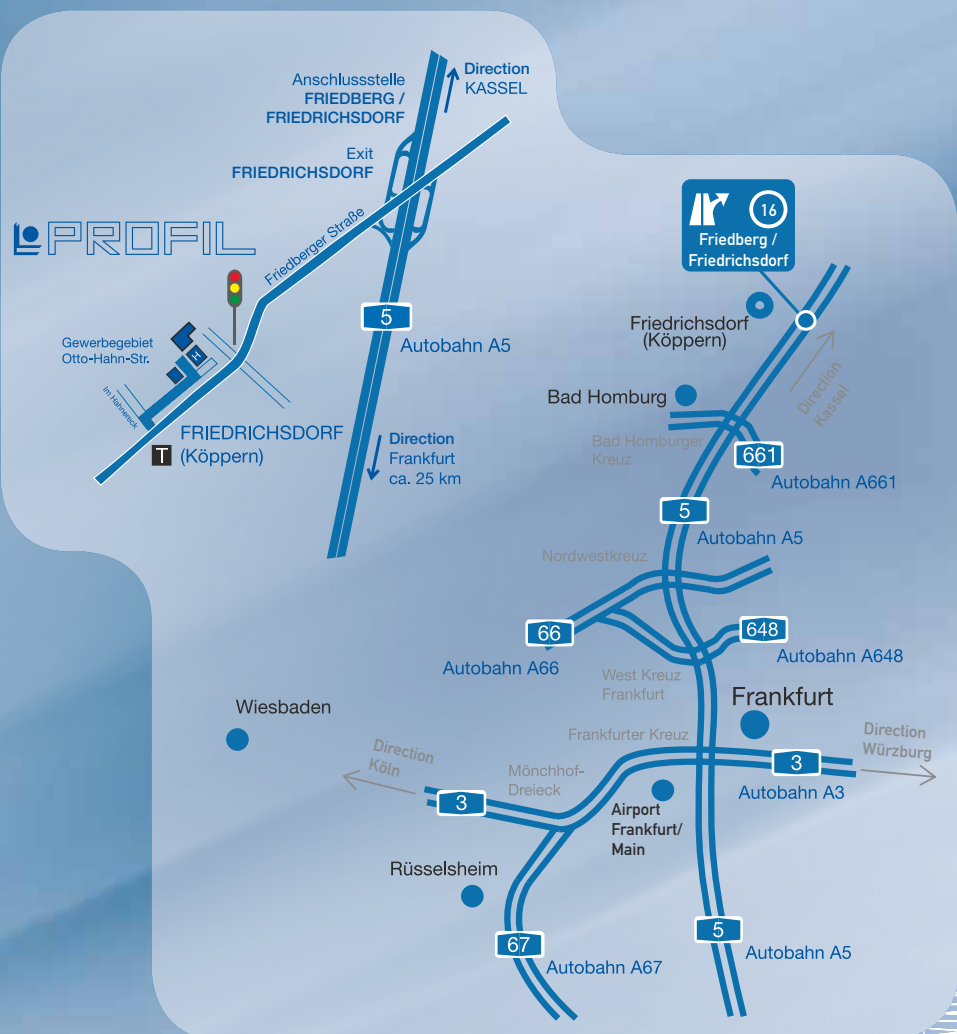 Anschlussstelle
FRIEDBERG /
FRIEDRICHSDORF
Direction
KASSEL
Exit
FRIEDRICHSDORF
PROFIL
Friedberger Straße
5
Autobahn A5
Gewerbegebiet
Otto-Hahn-Str.
H
Im Hahnereck
T
FRIEDRICHSDORF
(Köppern)
Direction
Frankfurt
ca. 25 km
16
Friedberg /
Friedrichsdorf
Friedrichsdorf
(Köppern)
Direction
Kassel
Bad Homburg
Bad Homburger
Kreuz
661
Autobahn A661
5
Autobahn A5
Nordwestkreuz
66
Autobahn A66
648
Autobahn A648
West Kreuz
Frankfurt
Wiesbaden
Frankfurt
Frankfurter Kreuz
Direction
Würzburg
Direction
Köln
Mönchhof-
Dreieck
3
3
Autobahn A3
Airport
Frankfurt/
Main
Rüsselsheim
67
Autobahn A67
5
Autobahn A5